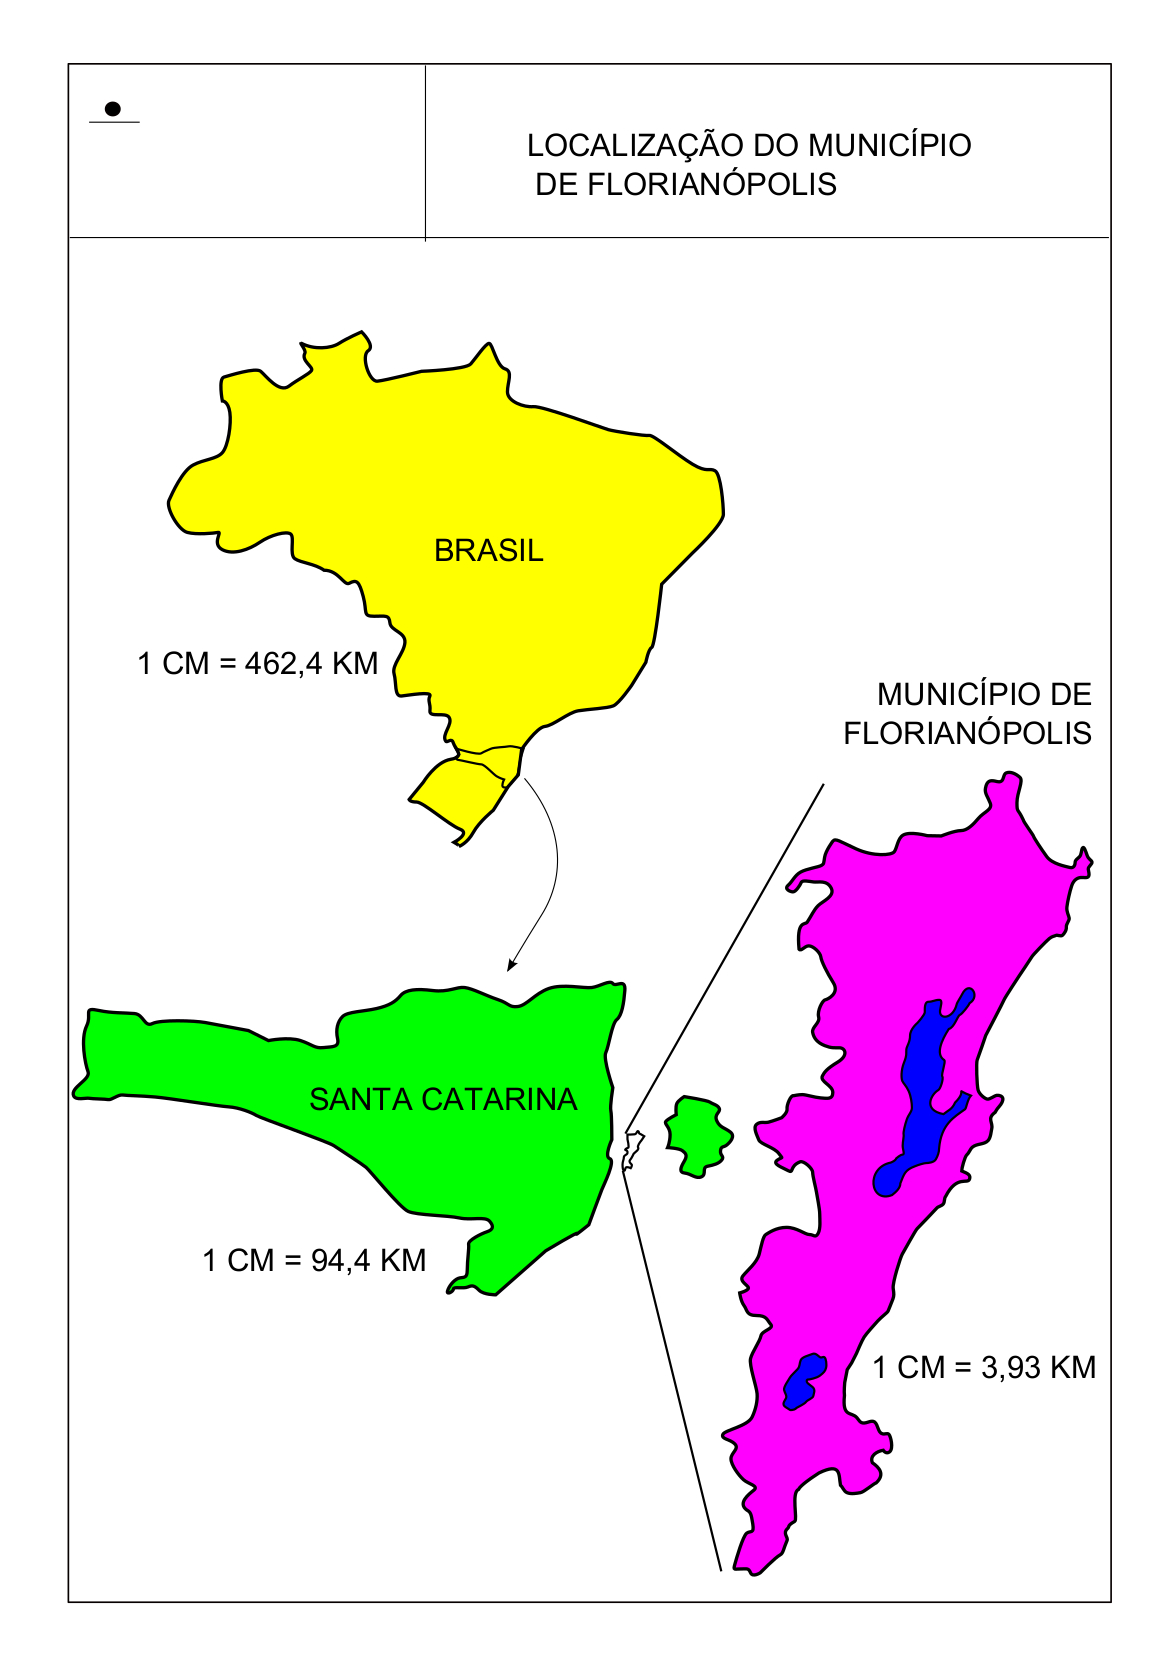 LOCALIZAÇÃO DO MUNICÍPIO
DE FLORIANÓPOLIS
BRASIL
1 CM = 462,4 KM
MUNICÍPIO DE
FLORIANÓPOLIS
SANTA CATARINA
1 CM = 94,4 KM
1 CM = 3,93 KM